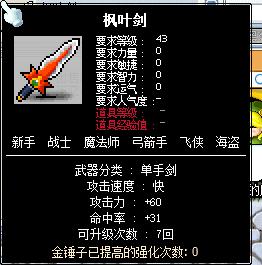 枫叶剑
要求等级 : 43
要求力量 : 0
要求敏捷 : 0
要求智力 : 0
要求运气 : 0
要求人气度 : -
道具等级 : -
道具经验值 : -
新手 战士 魔法师 弓箭手 飞侠 海盗
武器分类 : 单手剑
攻击速度 : 快
攻击力 : +60
命中率 : +31
可升级次数 : 7回
金锤子已提高的强化次数: 0